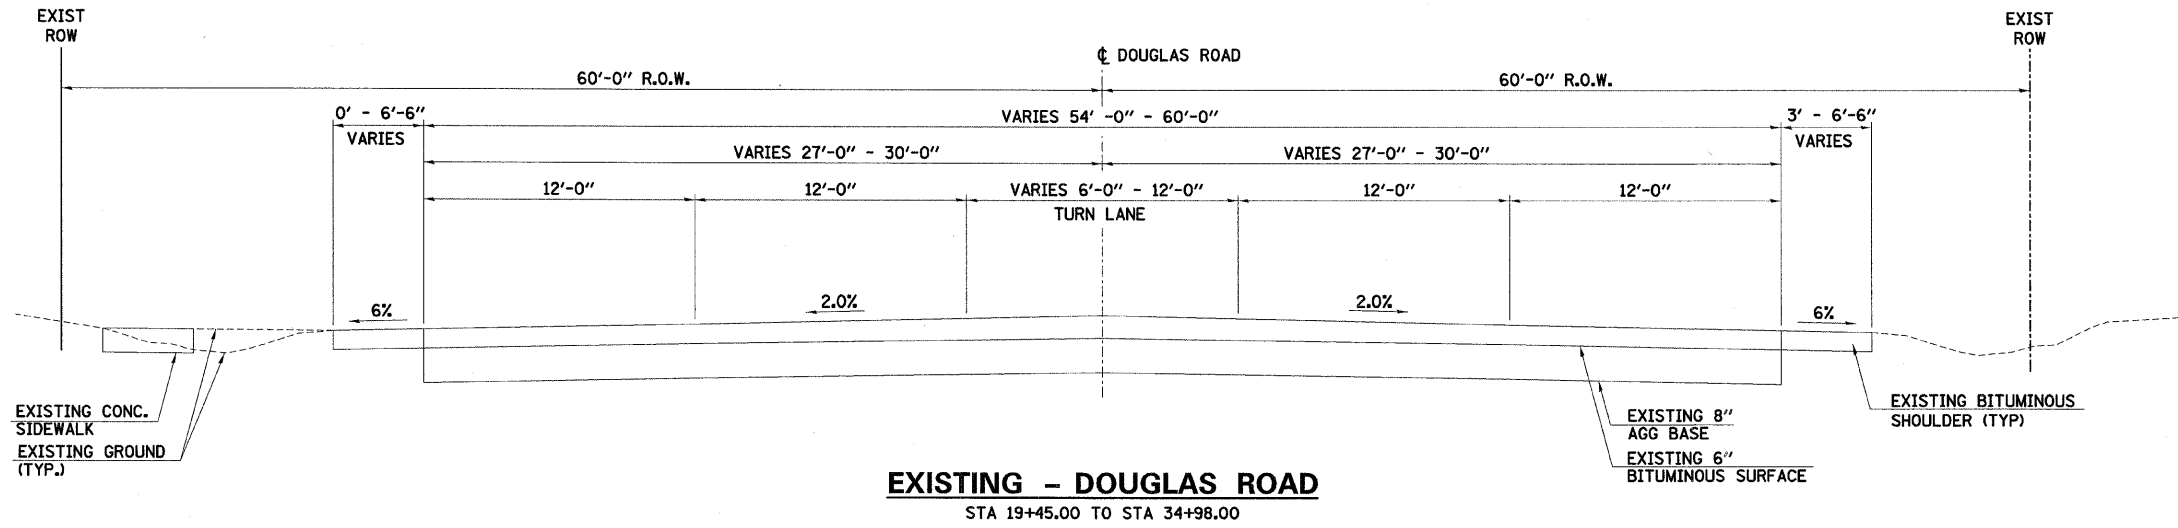 EXIST
ROW
EXIST
ROW
℄ DOUGLAS ROAD
60'-0" R.O.W.
60'-0" R.O.W.
0' - 6'-6"
VARIES
VARIES 54' -0" - 60'-0"
3' - 6'-6"
VARIES
VARIES 27'-0" - 30'-0"
VARIES 27'-0" - 30'-0"
12'-0"
12'-0"
VARIES 6'-0" - 12'-0"
TURN LANE
12'-0"
12'-0"
6%
2.0%
2.0%
6%
EXISTING CONC.
SIDEWALK
EXISTING GROUND
(TYP.)
EXISTING 8"
AGG BASE
EXISTING 6"
BITUMINOUS SURFACE
EXISTING BITUMINOUS
SHOULDER (TYP)
EXISTING - DOUGLAS ROAD
STA 19+45.00 TO STA 34+98.00